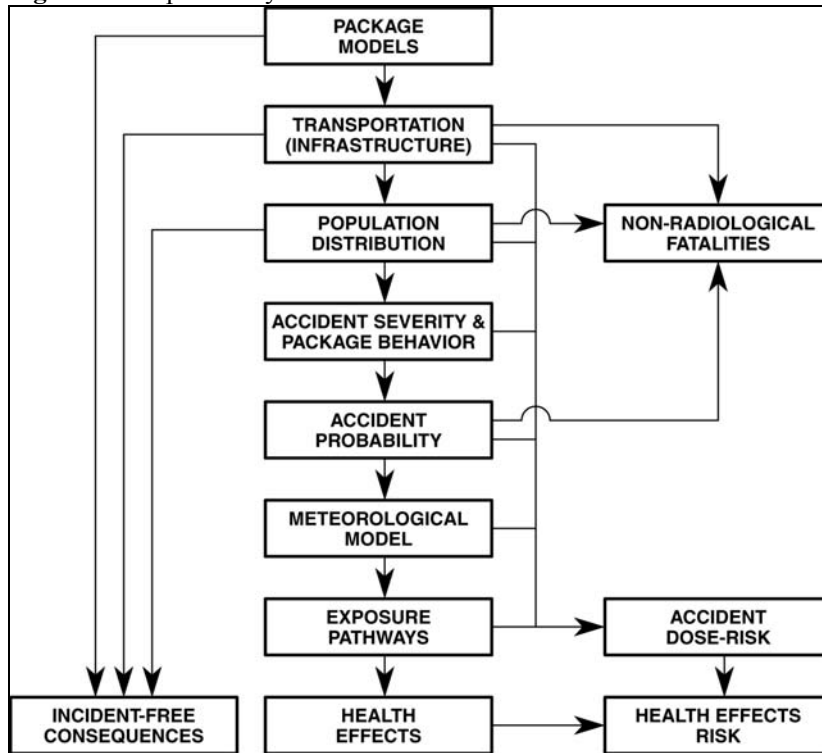 PACKAGE
MODELS
TRANSPORTATION
(INFRASTRUCTURE)
POPULATION
DISTRIBUTION
NON-RADIOLOGICAL
FATALITIES
ACCIDENT SEVERITY &
PACKAGE BEHAVIOR
ACCIDENT
PROBABILITY
METEOROLOGICAL
MODEL
EXPOSURE
PATHWAYS
ACCIDENT
DOSE-RISK
INCIDENT-FREE
CONSEQUENCES
HEALTH
EFFECTS
HEALTH EFFECTS
RISK